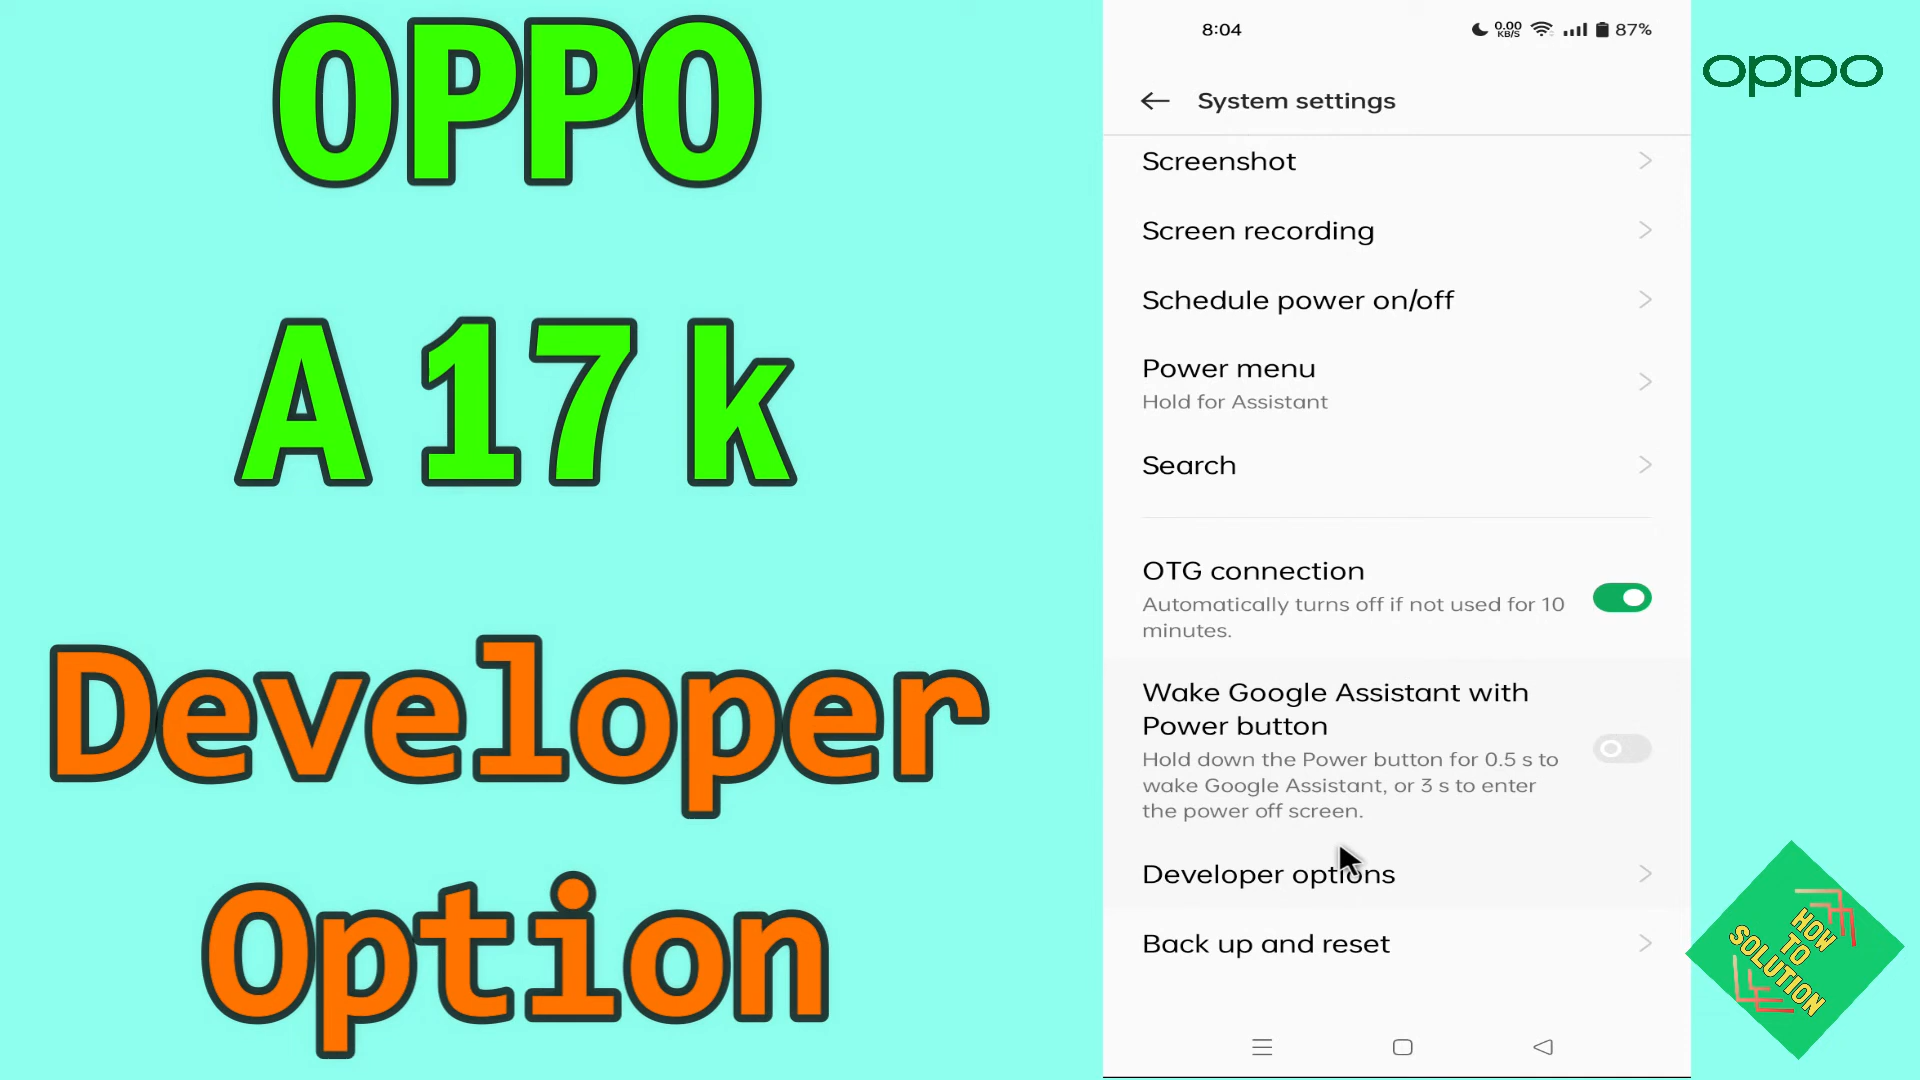 OPPO
A 17 k
Developer
Option
8:04
0.00
KB/S
87%
System settings
Screenshot
Screen recording
Schedule power on/off
Power menu
Hold for Assistant
Search
OTG connection
Automatically turns off if not used for 10
minutes.
Wake Google Assistant with
Power button
Hold down the Power button for 0.5 s to
wake Google Assistant, or 3 s to enter
the power off screen.
Developer options
Back up and reset
oppo
HOW
TO
SOLUTION